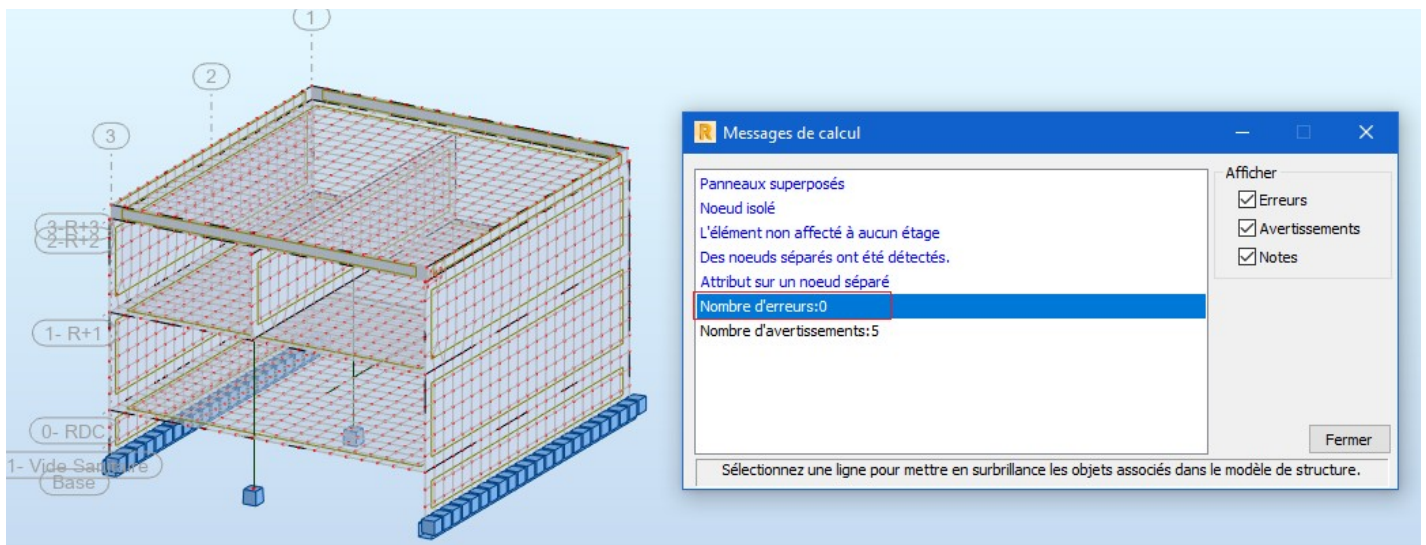 1
2
3
3-R+3
2-R+2
1- R+1
0- RDC
1- Vide Sanitaire
Base
R Messages de calcul
Panneaux superposés
Noeud isolé
L'élément non affecté à aucun étage
Des noeuds séparés ont été détectés.
Attribut sur un noeud séparé
Nombre d'erreurs:0
Nombre d'avertissements:5
Afficher
Erreurs
Avertissements
Notes
Fermer
Sélectionnez une ligne pour mettre en surbrillance les objets associés dans le modèle de structure.